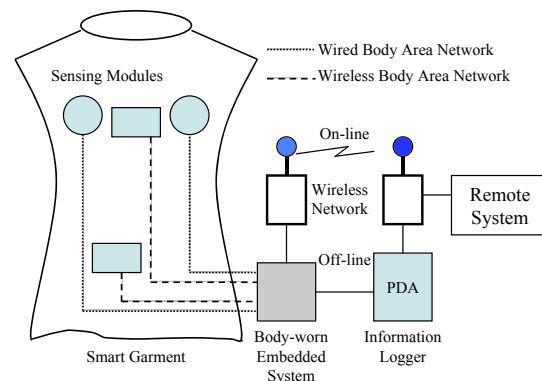 Wired Body Area Network
Sensing Modules
Wireless Body Area Network
On-line
Wireless
Network
Remote
System
Off-line
PDA
Smart Garment
Body-worn
Embedded
System
Information
Logger